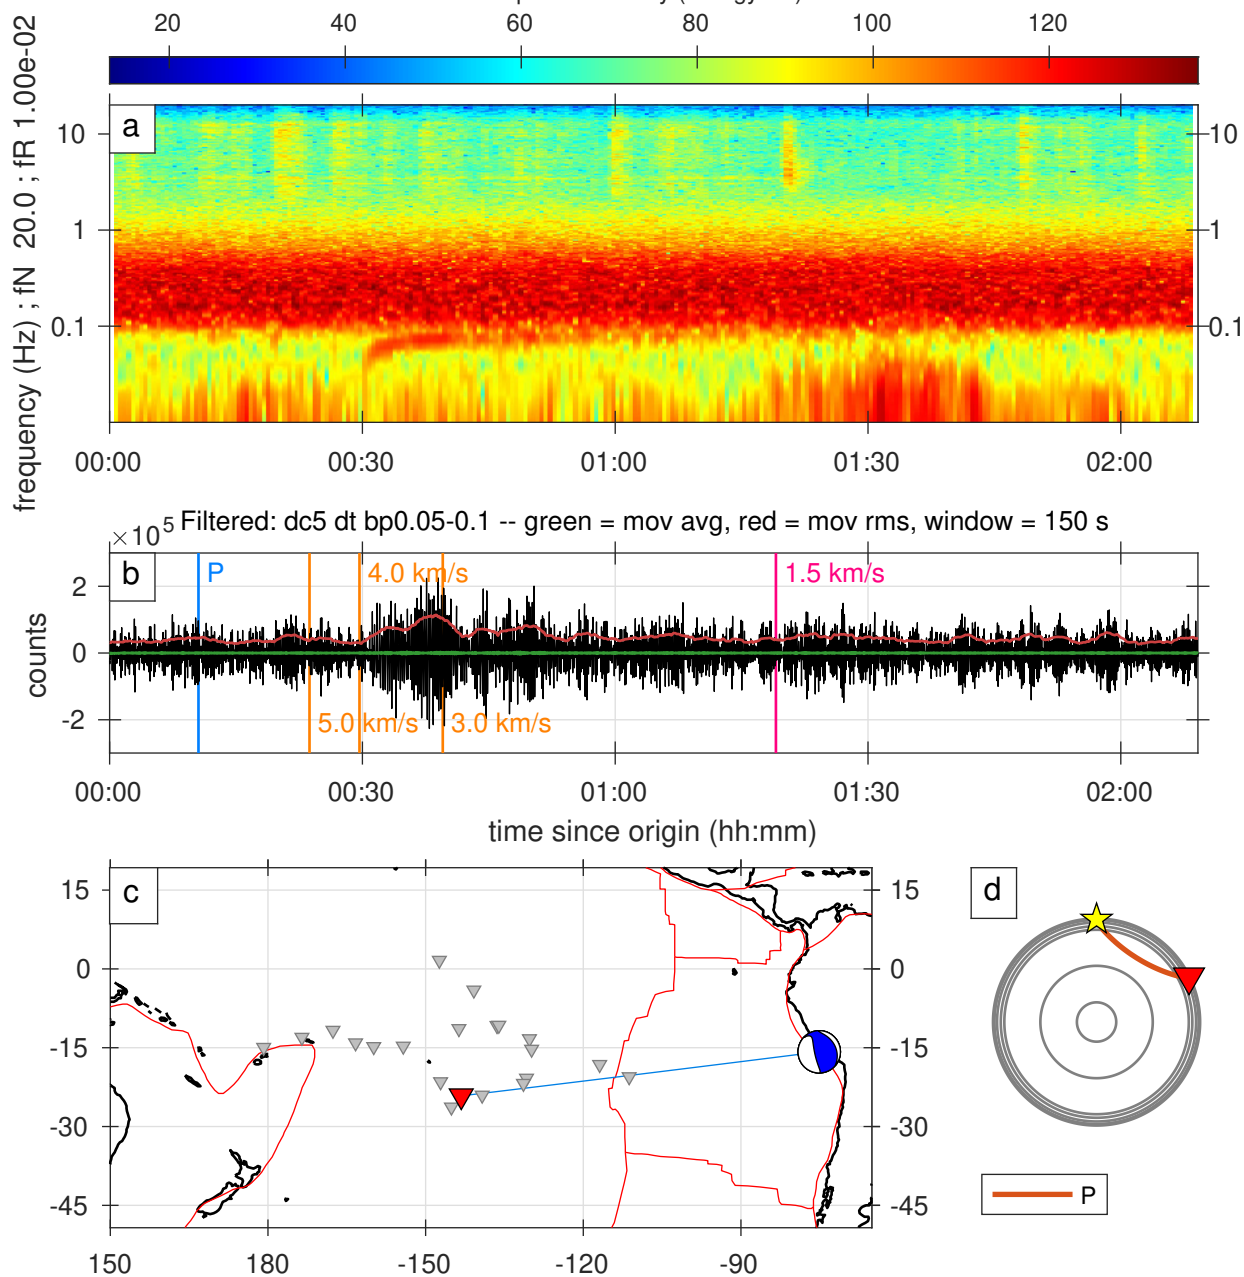 20 40 60 80 100 120
frequency (Hz) ; fN 20.0 ; fR 1.00e-02
a
10 10
1 1
0.1 0.1
00:00 00:30 01:00 01:30 02:00
×10⁵ Filtered: dc5 dt bp0.05-0.1 -- green = mov avg, red = mov rms, window = 150 s
b
P 4.0 km/s 1.5 km/s
5.0 km/s 3.0 km/s
counts
2
0
-2
00:00 00:30 01:00 01:30 02:00
time since origin (hh:mm)
c
15 15
0 0
-15 -15
-30 -30
-45 -45
150 180 -150 -120 -90
d
P